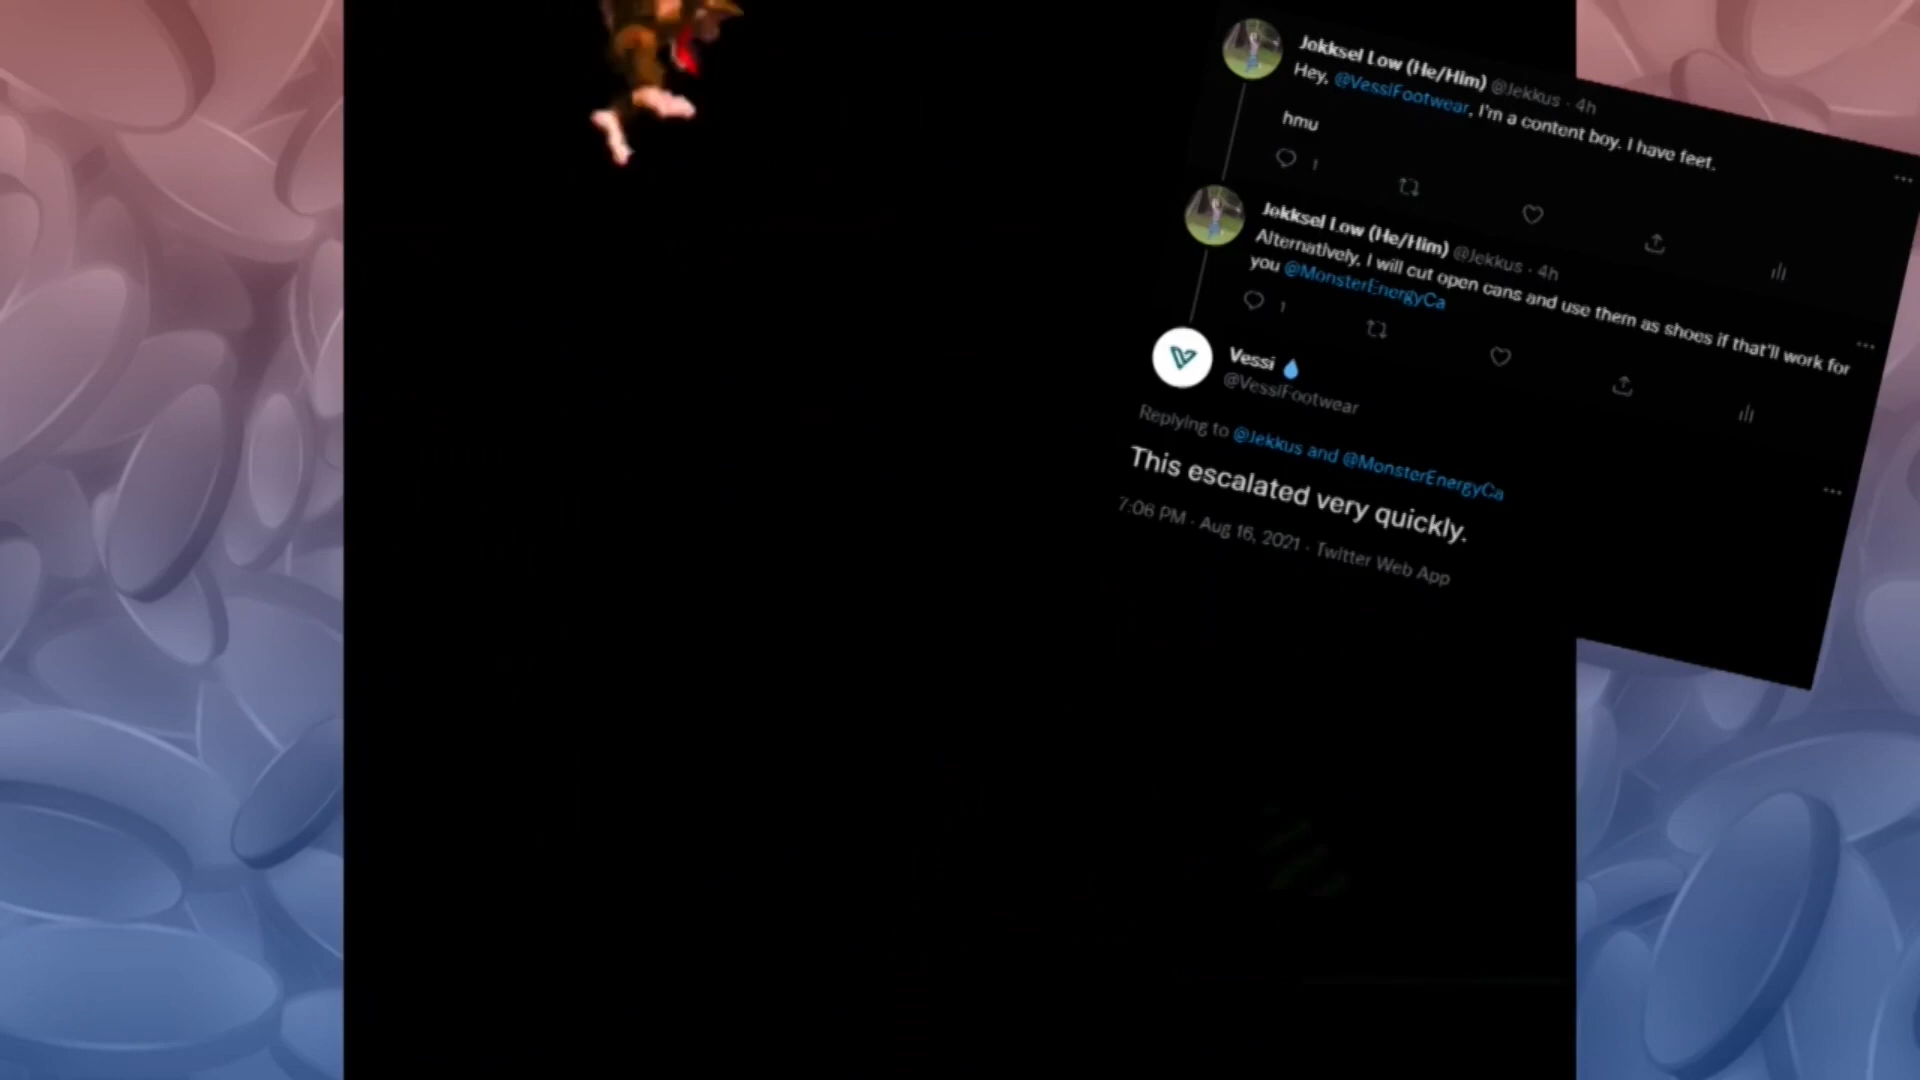 Jokksel Low (He/Him) @Jekkus · 4h
Hey, @VessiFootwear, I'm a content boy. I have feet.
hmu
1
Jokksel Low (He/Him) @Jekkus · 4h
Alternatively, I will cut open cans and use them as shoes if that'll work for
you @MonsterEnergyCa
1
Vessi
@VessiFootwear
Replying to @Jekkus and @MonsterEnergyCa
This escalated very quickly.
7:06 PM · Aug 16, 2021 · Twitter Web App